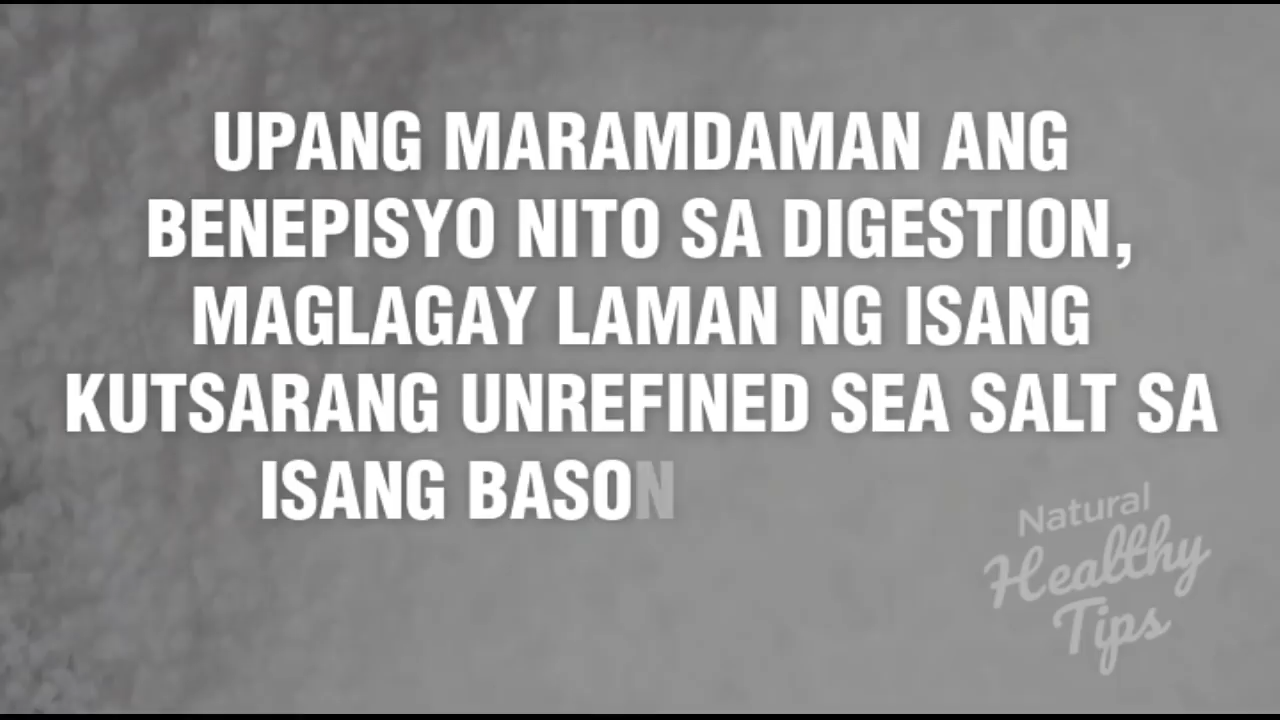 UPANG MARAMDAMAN ANG
BENEPISYO NITO SA DIGESTION,
MAGLAGAY LAMAN NG ISANG
KUTSARANG UNREFINED SEA SALT SA
ISANG BASON
Natural
Healthy
Tips